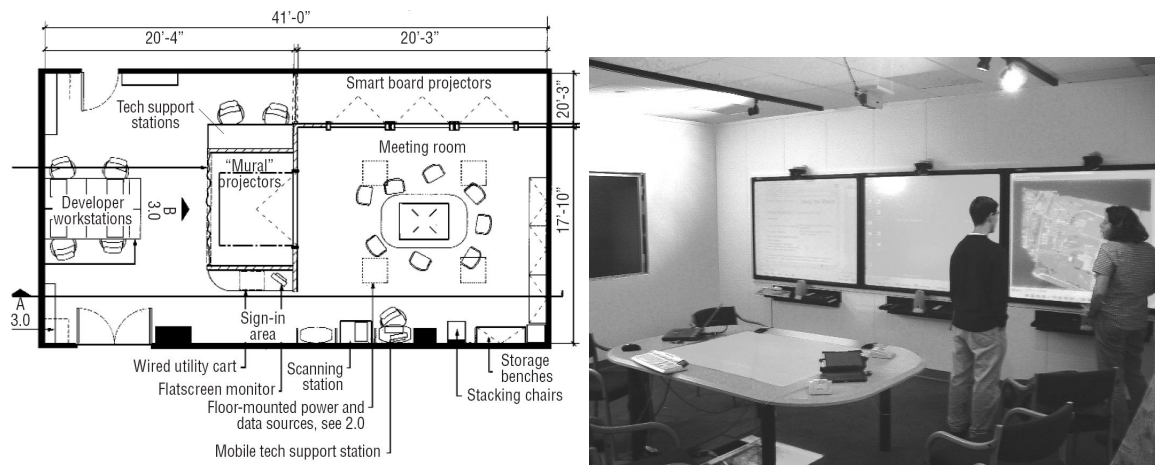 41’-0”
20’-4”
20’-3”
Smart board projectors
20’-3”
Tech support
stations
Meeting room
“Mural”
projectors
Developer
workstations
B
3.0
17’-10”
A
3.0
Sign-in
area
Wired utility cart
Scanning
station
Storage
benches
Flatscreen monitor
Stacking chairs
Floor-mounted power and
data sources, see 2.0
Mobile tech support station